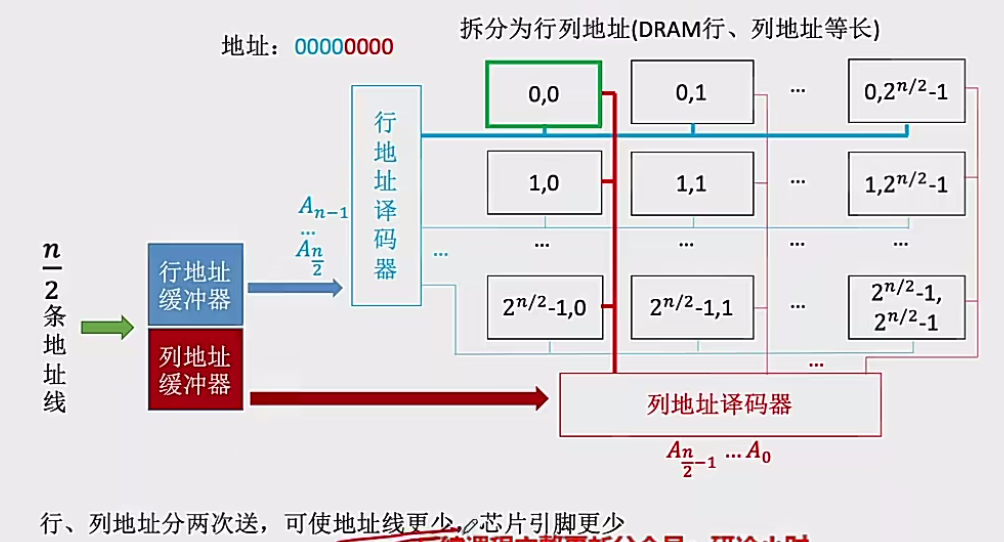 拆分为行列地址(DRAM行、列地址等长)
地址：00000000
0,0
0,1
...
0,2^{n/2}-1
行地址译码器
1,0
1,1
...
1,2^{n/2}-1
A_{n-1}
...
A_{n/2}
...
...
...
...
...
n/2条地址线
行地址缓冲器
2^{n/2}-1,0
2^{n/2}-1,1
...
2^{n/2}-1,
2^{n/2}-1
列地址缓冲器
...
列地址译码器
A_{n/2-1} ...A_0
行、列地址分两次送，可使地址线更少，芯片引脚更少